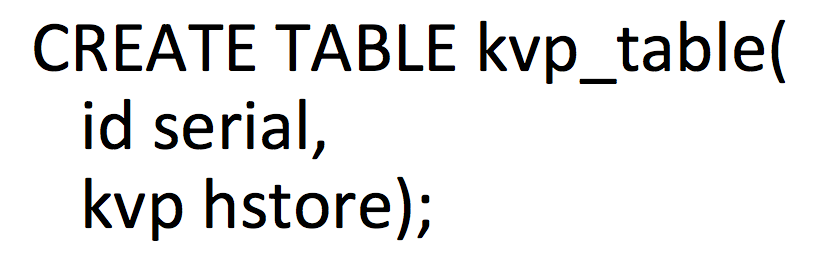 CREATE TABLE kvp_table(
id serial,
kvp hstore);